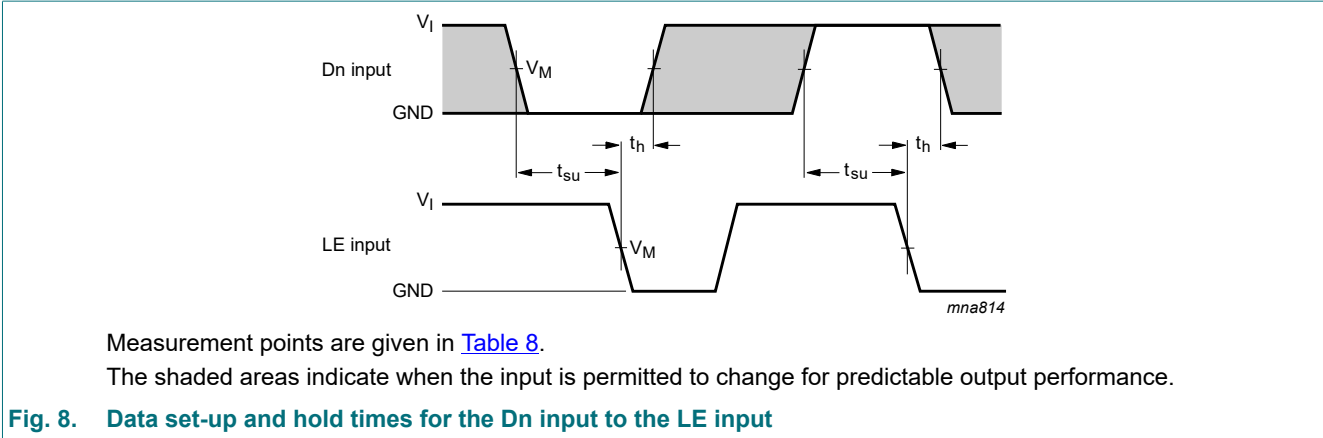 V_I
Dn input
V_M
GND
t_h
t_h
t_su
t_su
V_I
LE input
V_M
GND
mna814
Measurement points are given in Table 8.
The shaded areas indicate when the input is permitted to change for predictable output performance.
Fig. 8. Data set-up and hold times for the Dn input to the LE input